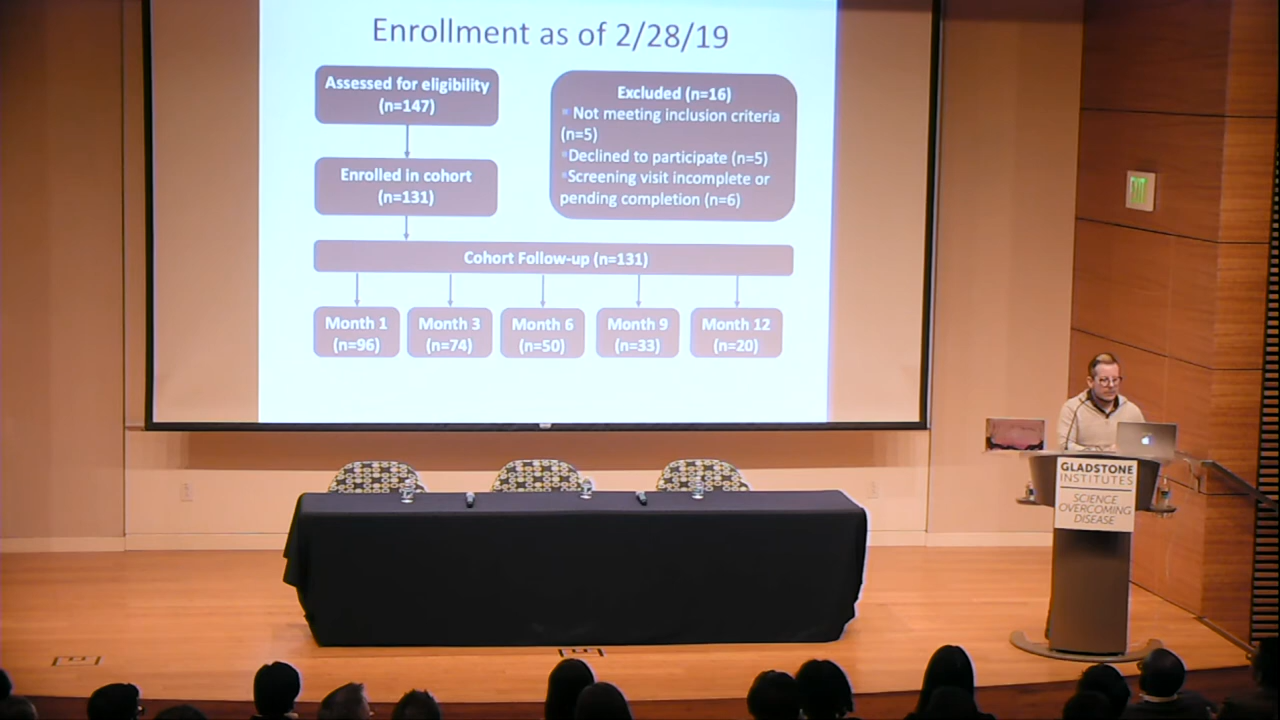 Enrollment as of 2/28/19
Assessed for eligibility
(n=147)
Excluded (n=16)
▪ Not meeting inclusion criteria
(n=5)
▪Declined to participate (n=5)
▪Screening visit incomplete or
pending completion (n=6)
Enrolled in cohort
(n=131)
Cohort Follow-up (n=131)
Month 1
(n=96)
Month 3
(n=74)
Month 6
(n=50)
Month 9
(n=33)
Month 12
(n=20)
EXIT
GLADSTONE
INSTITUTES
SCIENCE
OVERCOMING
DISEASE